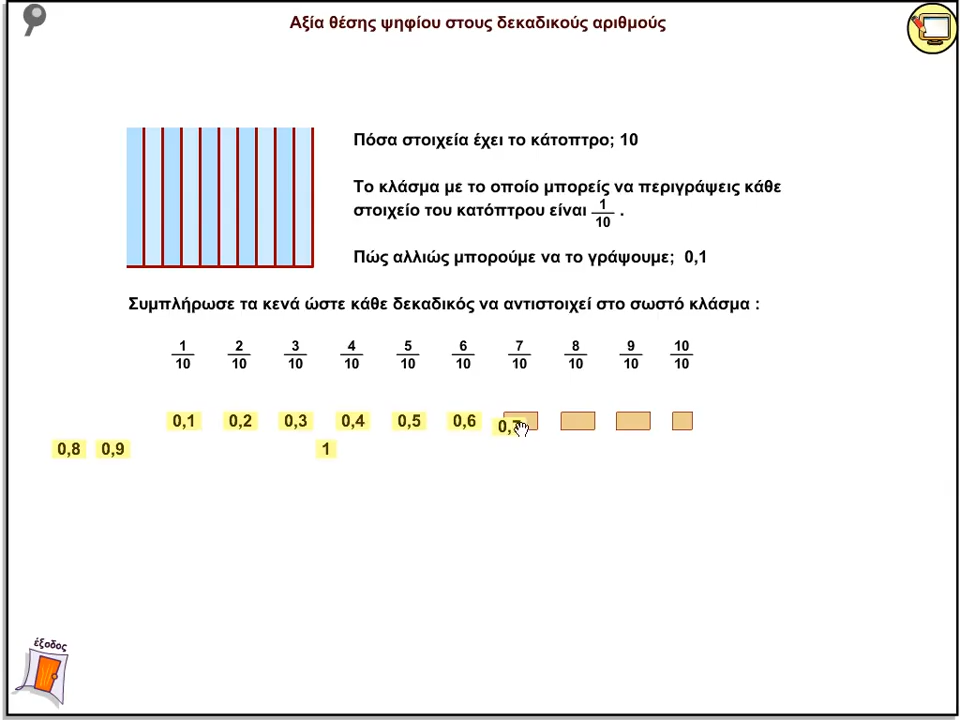 Αξία θέσης ψηφίου στους δεκαδικούς αριθμούς
Πόσα στοιχεία έχει το κάτοπτρο; 10
Το κλάσμα με το οποίο μπορείς να περιγράψεις κάθε
στοιχείο του κατόπτρου είναι 1/10 .
Πώς αλλιώς μπορούμε να το γράψουμε; 0,1
Συμπλήρωσε τα κενά ώστε κάθε δεκαδικός να αντιστοιχεί στο σωστό κλάσμα :
1/10 2/10 3/10 4/10 5/10 6/10 7/10 8/10 9/10 10/10
0,1 0,2 0,3 0,4 0,5 0,6 0,7
0,8 0,9 1
έξοδος